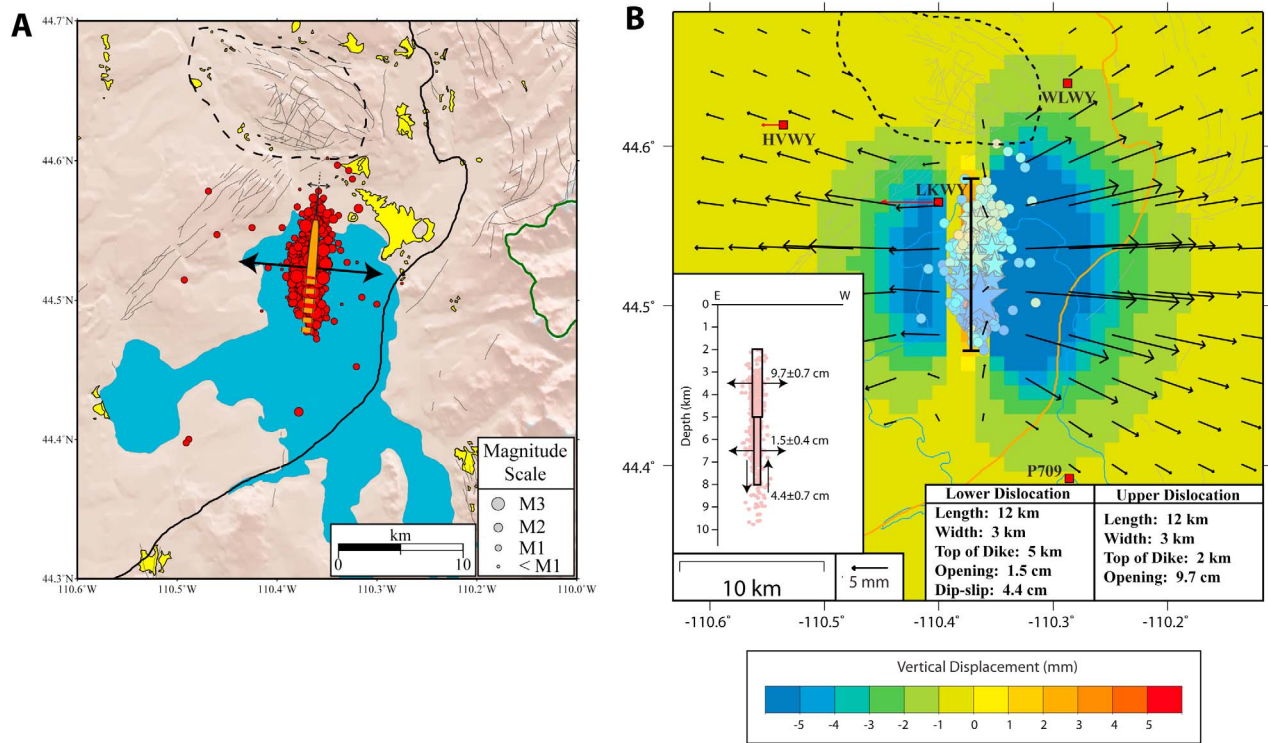 A
44.7°N
44.6°N
44.5°N
44.4°N
44.3°N
110.6°W
110.5°W
110.4°W
110.3°W
110.2°W
110.1°W
110.0°W
km
0
10
Magnitude
Scale
M3
M2
M1
< M1
B
44.6°
44.5°
44.4°
WLWY
HVWY
LKWY
P709
E
W
0
1
2
3
4
5
6
7
8
9
10
Depth (km)
9.7±0.7 cm
1.5±0.4 cm
4.4±0.7 cm
10 km
5 mm
Lower Dislocation
Length: 12 km
Width: 3 km
Top of Dike: 5 km
Opening: 1.5 cm
Dip-slip: 4.4 cm
Upper Dislocation
Length: 12 km
Width: 3 km
Top of Dike: 2 km
Opening: 9.7 cm
-110.6°
-110.5°
-110.4°
-110.3°
-110.2°
Vertical Displacement (mm)
-5
-4
-3
-2
-1
0
1
2
3
4
5